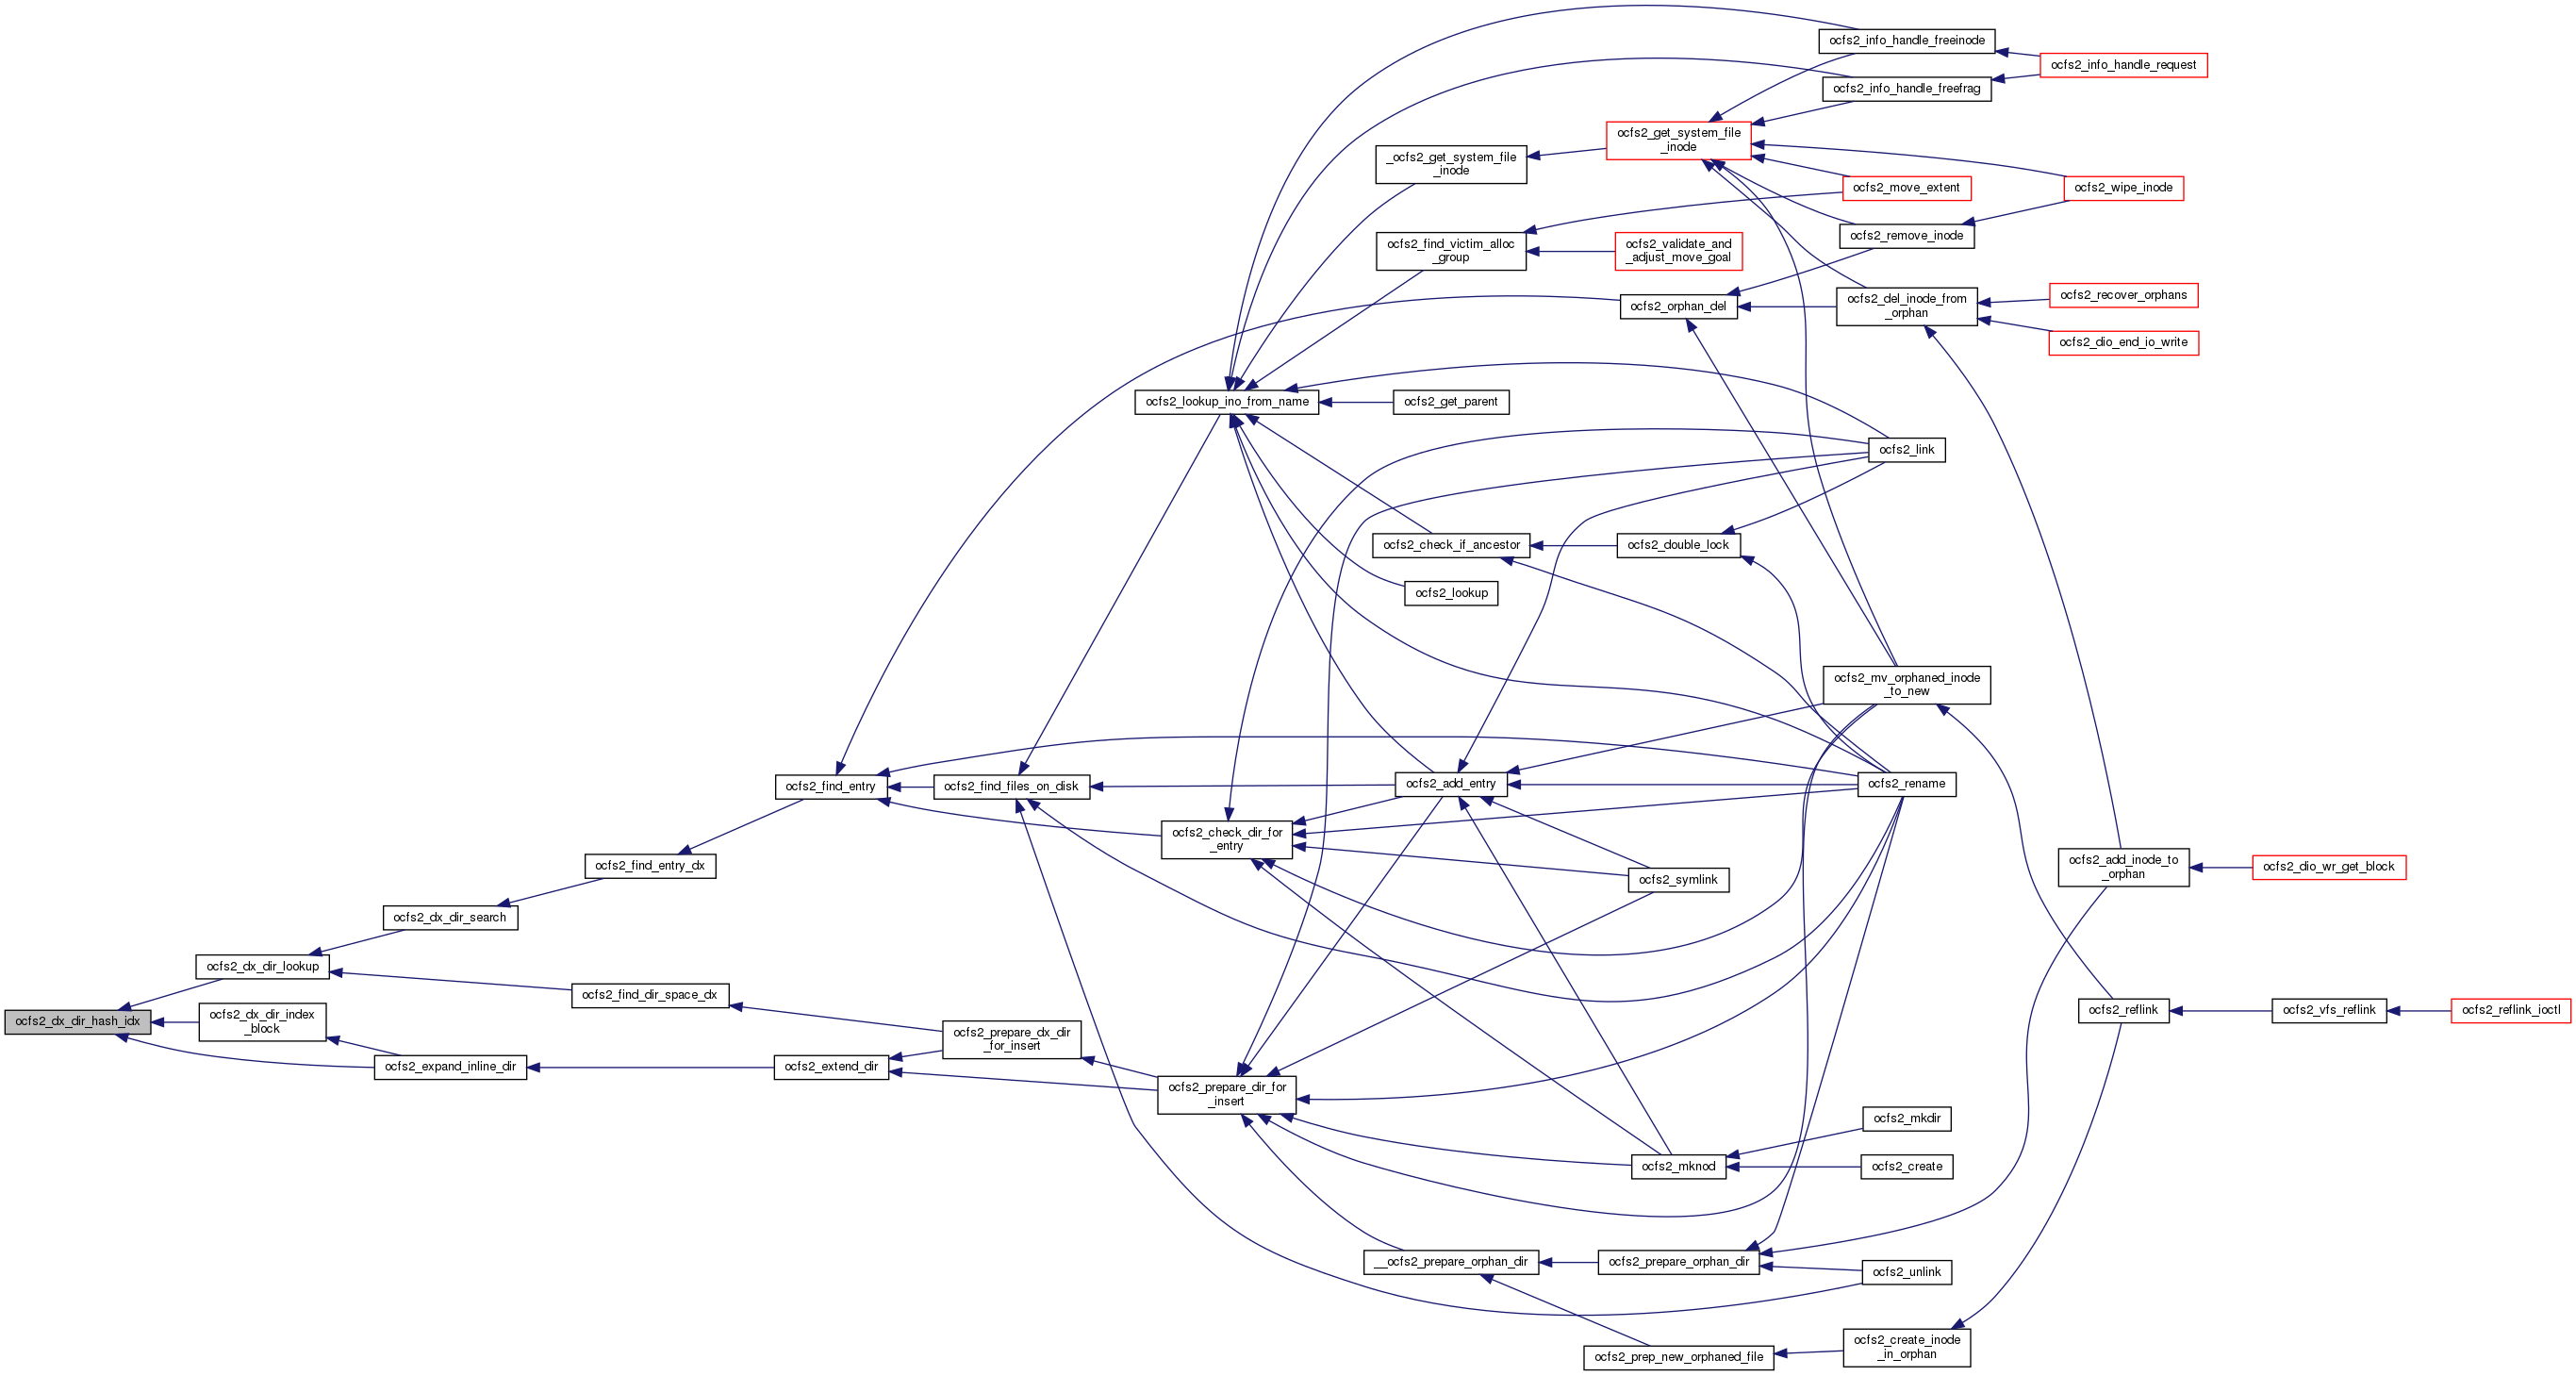 ocfs2_info_handle_freeinode
ocfs2_info_handle_request
ocfs2_info_handle_freefrag
ocfs2_get_system_file
_inode
_ocfs2_get_system_file
_inode
ocfs2_move_extent
ocfs2_wipe_inode
ocfs2_remove_inode
ocfs2_find_victim_alloc
_group
ocfs2_validate_and
_adjust_move_goal
ocfs2_orphan_del
ocfs2_del_inode_from
_orphan
ocfs2_recover_orphans
ocfs2_dio_end_io_write
ocfs2_lookup_ino_from_name
ocfs2_get_parent
ocfs2_link
ocfs2_check_if_ancestor
ocfs2_double_lock
ocfs2_lookup
ocfs2_mv_orphaned_inode
_to_new
ocfs2_find_entry
ocfs2_find_files_on_disk
ocfs2_add_entry
ocfs2_rename
ocfs2_check_dir_for
_entry
ocfs2_find_entry_dx
ocfs2_symlink
ocfs2_add_inode_to
_orphan
ocfs2_dio_wr_get_block
ocfs2_dx_dir_search
ocfs2_dx_dir_lookup
ocfs2_find_dir_space_dx
ocfs2_dx_dir_hash_idx
ocfs2_dx_dir_index
_block
ocfs2_prepare_dx_dir
_for_insert
ocfs2_reflink
ocfs2_vfs_reflink
ocfs2_reflink_ioctl
ocfs2_expand_inline_dir
ocfs2_extend_dir
ocfs2_prepare_dir_for
_insert
ocfs2_mkdir
ocfs2_mknod
ocfs2_create
__ocfs2_prepare_orphan_dir
ocfs2_prepare_orphan_dir
ocfs2_unlink
ocfs2_prep_new_orphaned_file
ocfs2_create_inode
_in_orphan